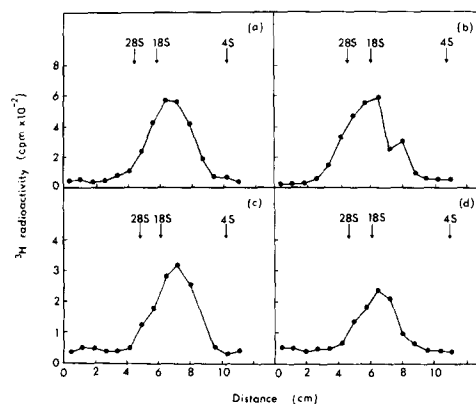 (a)
28S 18S 4S
(b)
28S 18S 4S
8
6
4
2
0
(c)
28S 18S 4S
(d)
28S 18S 4S
4
3
2
1
0
0 2 4 6 8 10
0 2 4 6 8 10
³H radioactivity (cpm ×10⁻²)
Distance (cm)